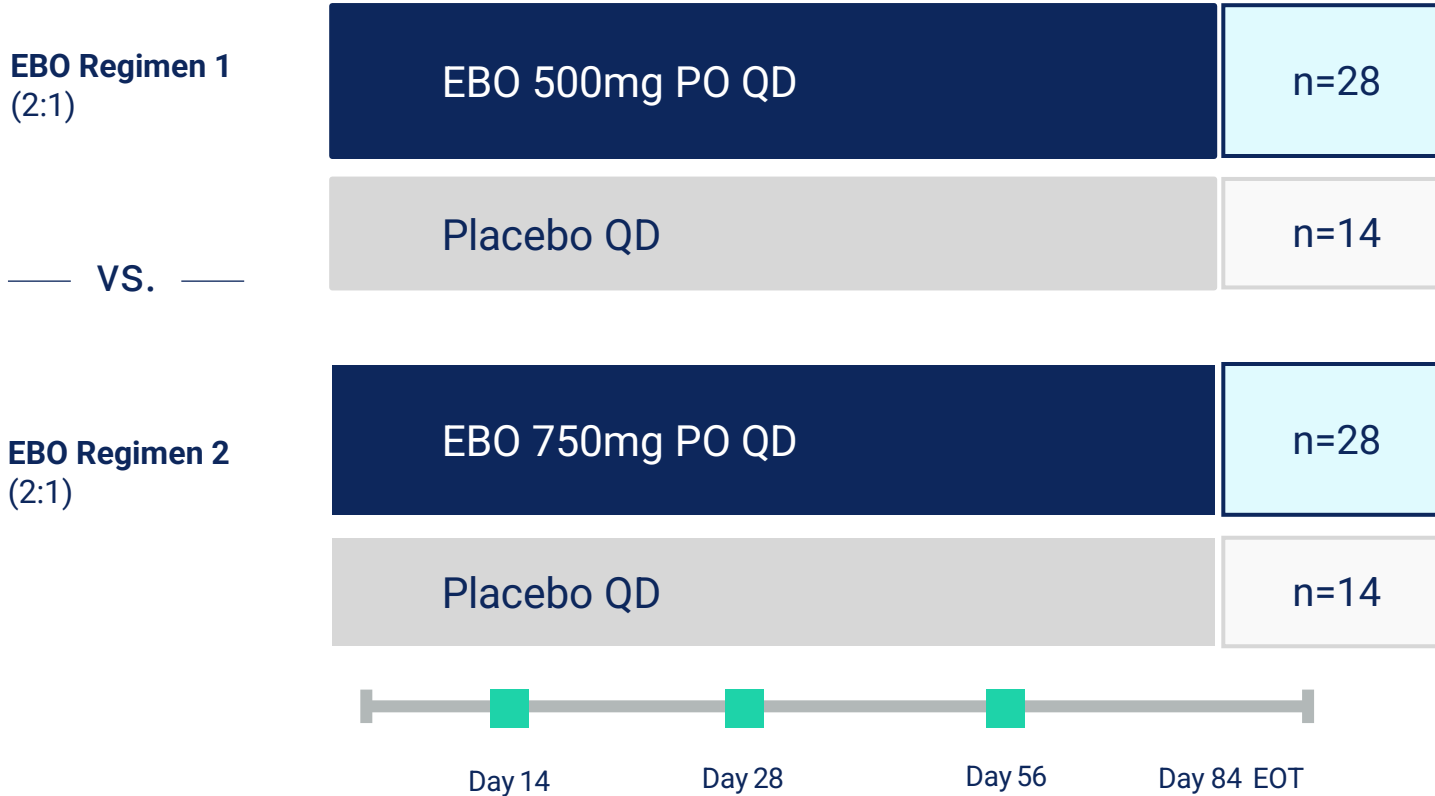 EBO Regimen 1
(2:1)
EBO 500mg PO QD
n=28
Placebo QD
n=14
vs.
EBO Regimen 2
(2:1)
EBO 750mg PO QD
n=28
Placebo QD
n=14
Day 14
Day 28
Day 56
Day 84 EOT